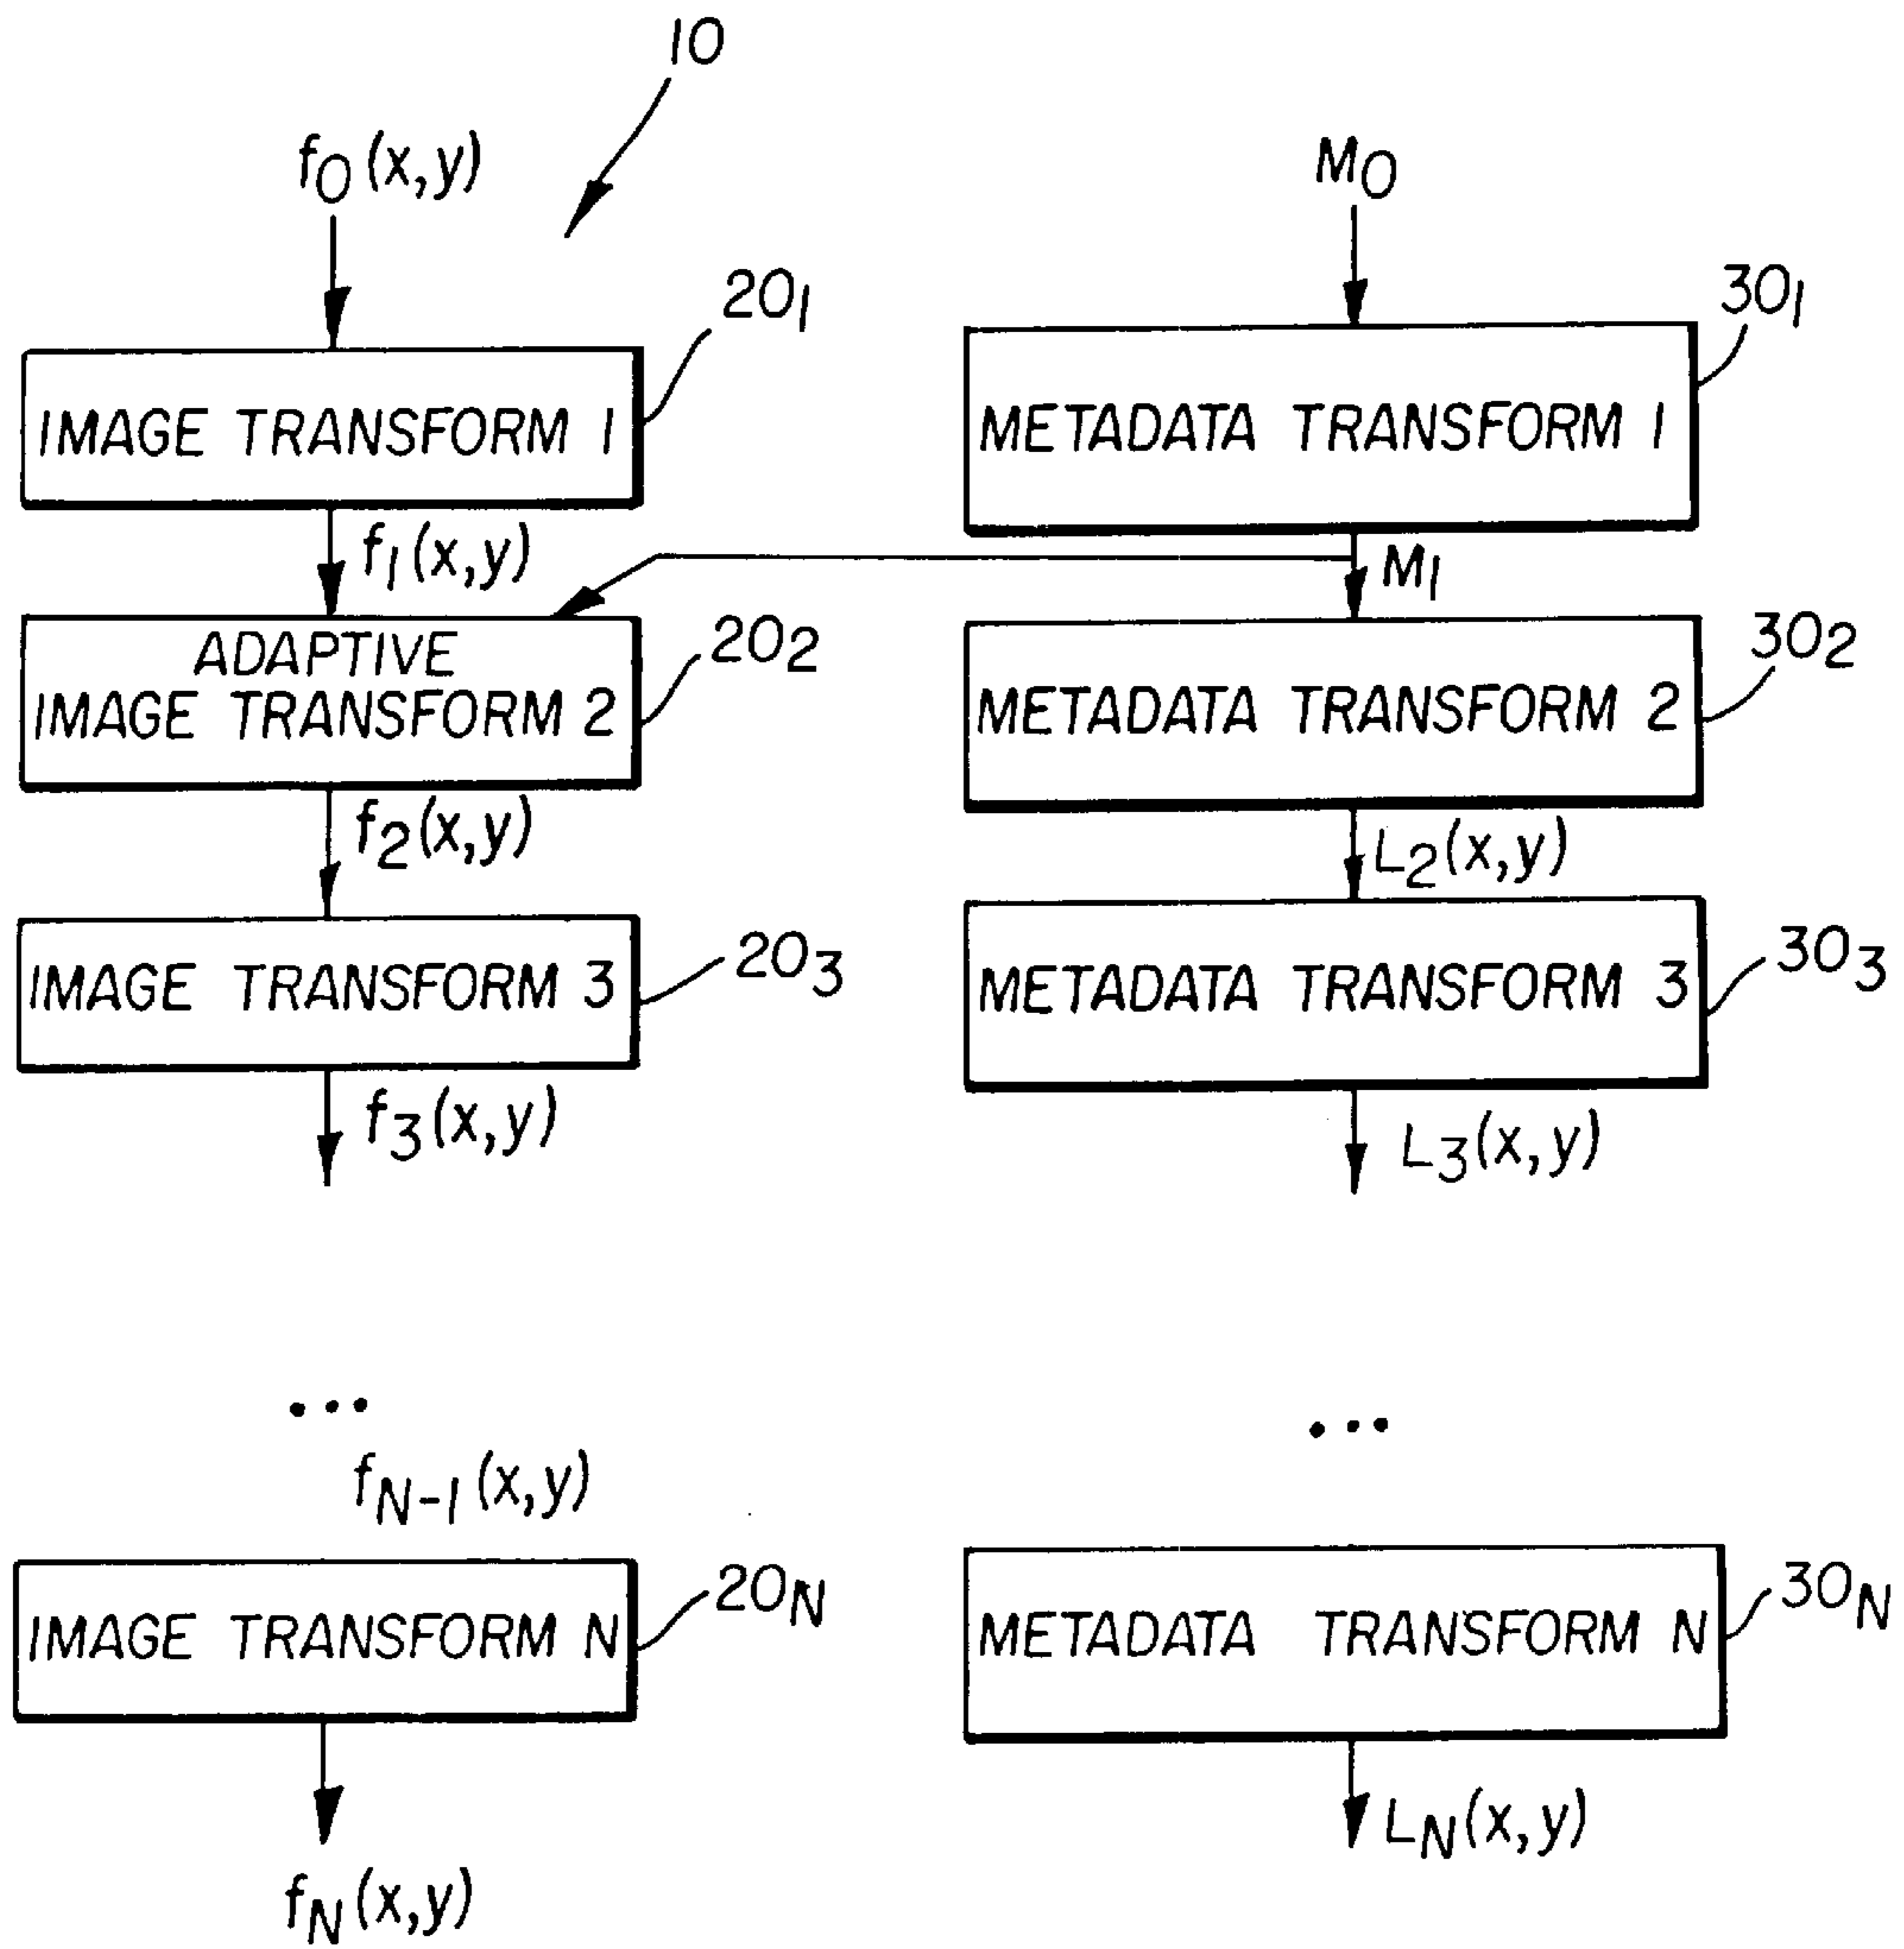 10
f0(x,y)
M0
201
301
IMAGE TRANSFORM 1
METADATA TRANSFORM 1
f1(x,y)
M1
ADAPTIVE
IMAGE TRANSFORM 2
202
METADATA TRANSFORM 2
302
f2(x,y)
L2(x,y)
IMAGE TRANSFORM 3
203
METADATA TRANSFORM 3
303
f3(x,y)
L3(x,y)
...
...
fN-1(x,y)
IMAGE TRANSFORM N
20N
METADATA TRANSFORM N
30N
LN(x,y)
fN(x,y)